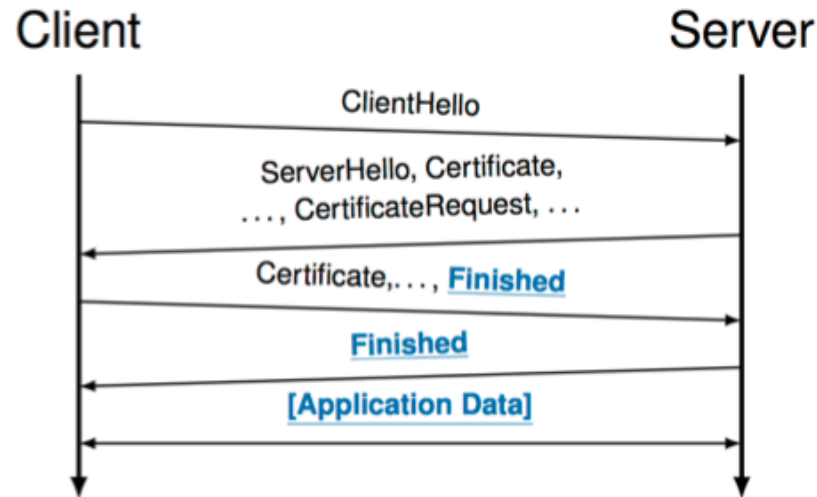 Client
Server
ClientHello
ServerHello, Certificate,
..., CertificateRequest, ...
Certificate,..., Finished
Finished
[Application Data]